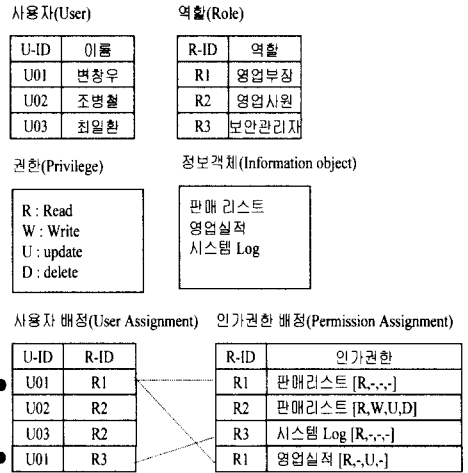 사용자(User) 역할(Role)
U-ID 이름 R-ID 역할
U01 변창우 R1 영업부장
U02 조병철 R2 영업사원
U03 최일환 R3 보안관리자
권한(Privilege) 정보객체(Information object)
R : Read 판매 리스트
W : Write 영업실적
U : update 시스템 Log
D : delete
사용자 배정(User Assignment) 인가권한 배정(Permission Assignment)
U-ID R-ID R-ID 인가권한
U01 R1 R1 판매리스트 [R,-,-,-]
U02 R2 R2 판매리스트 [R,W,U,D]
U03 R2 R3 시스템 Log [R,-,-,-]
U01 R3 R1 영업실적 [R,-,U,-]